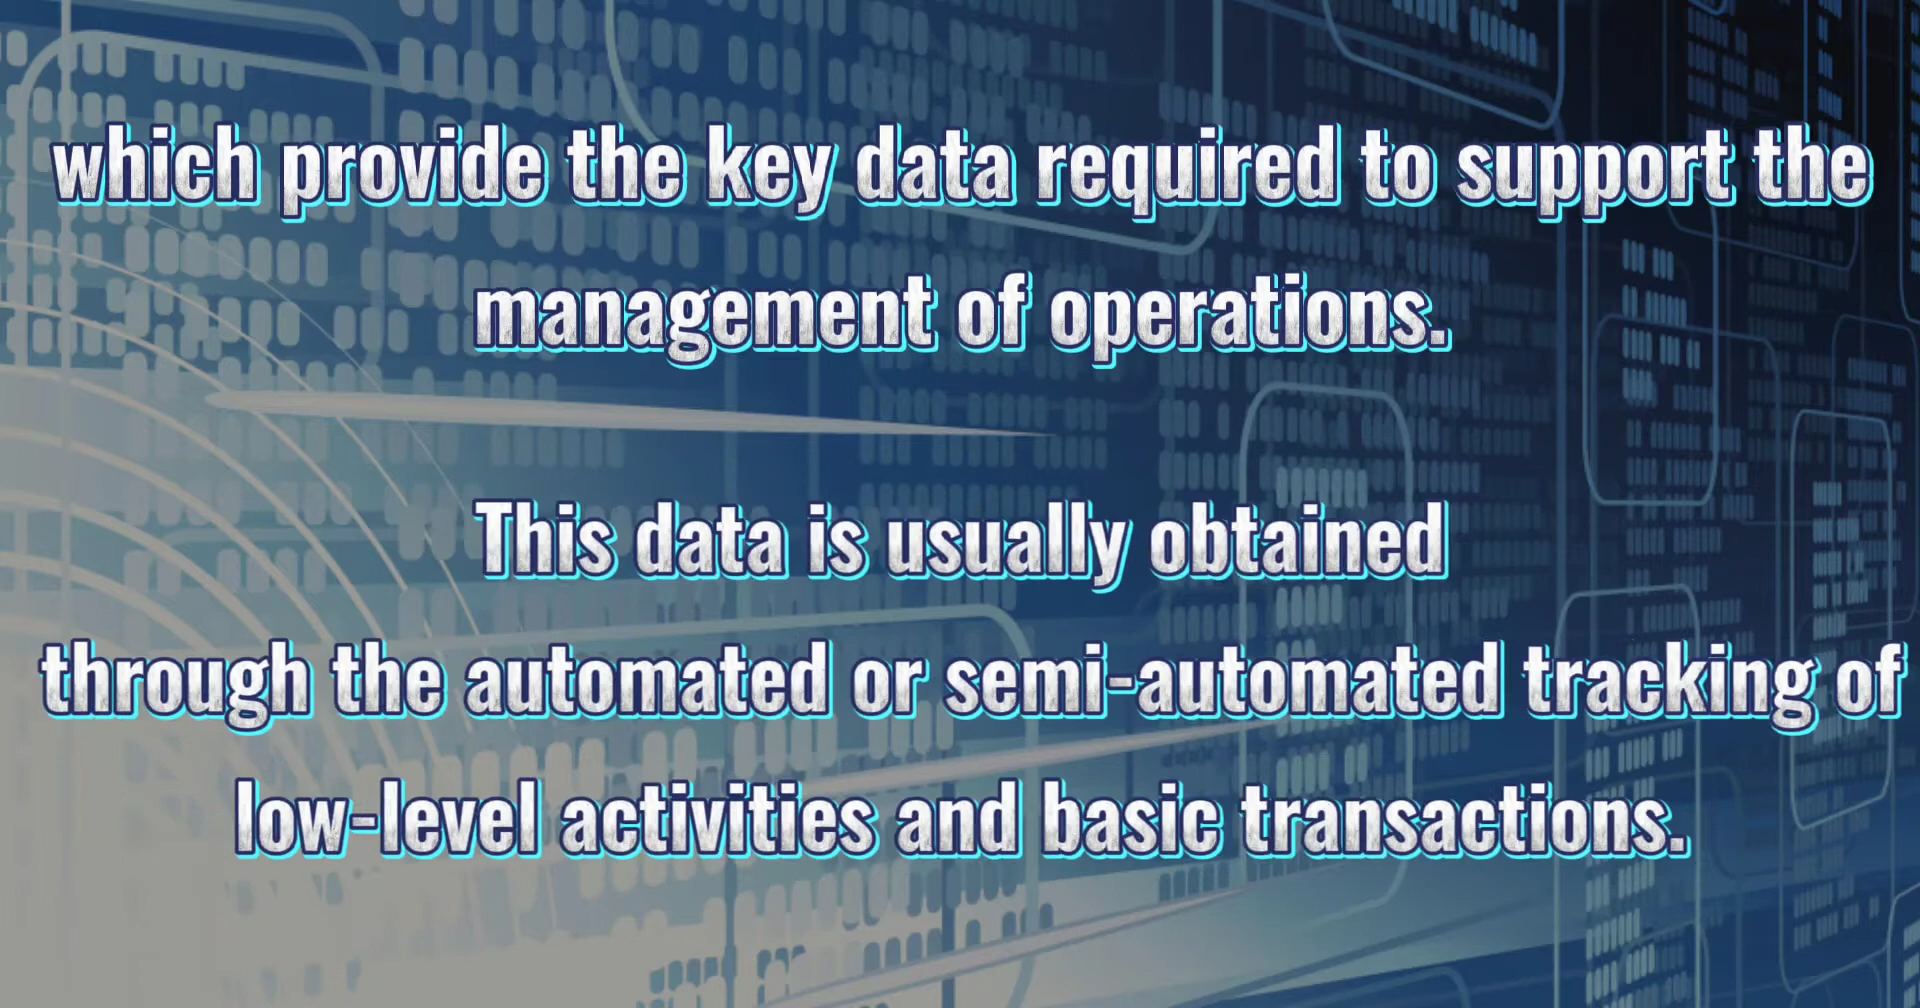 which provide the key data required to support the
management of operations.
This data is usually obtained
through the automated or semi-automated tracking of
low-level activities and basic transactions.